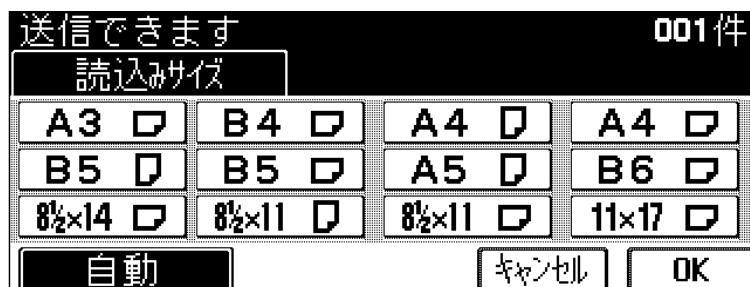 送信できます 001件
読込みサイズ
A3 B4 A4 A4
B5 B5 A5 B6
8½×14 8½×11 8½×11 11×17
自動 キャンセル OK